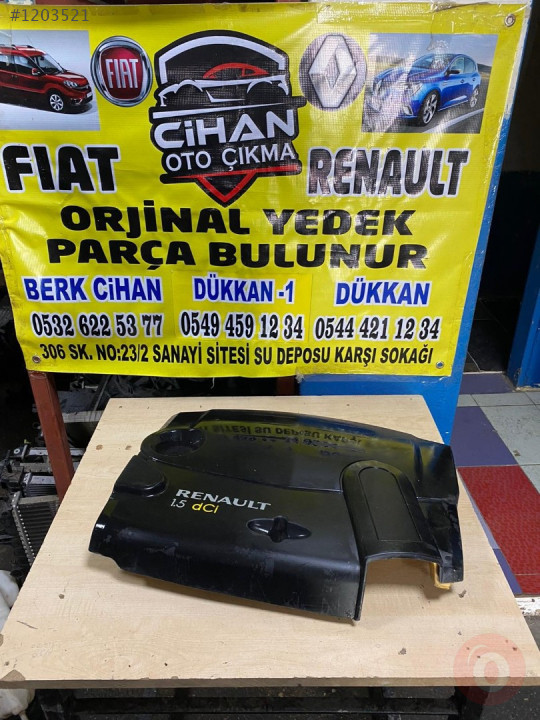 #1203521
FIAT
CİHAN
OTO ÇIKMA
FIAT
RENAULT
ORJİNAL YEDEK
PARÇA BULUNUR
BERK CİHAN
DÜKKAN -1
DÜKKAN
0532 622 53 77
0549 459 12 34
0544 421 12 34
306 SK. NO:23/2 SANAYİ SİTESİ SU DEPOSU KARŞI SOKAĞI
RENAULT
1.5 dCi